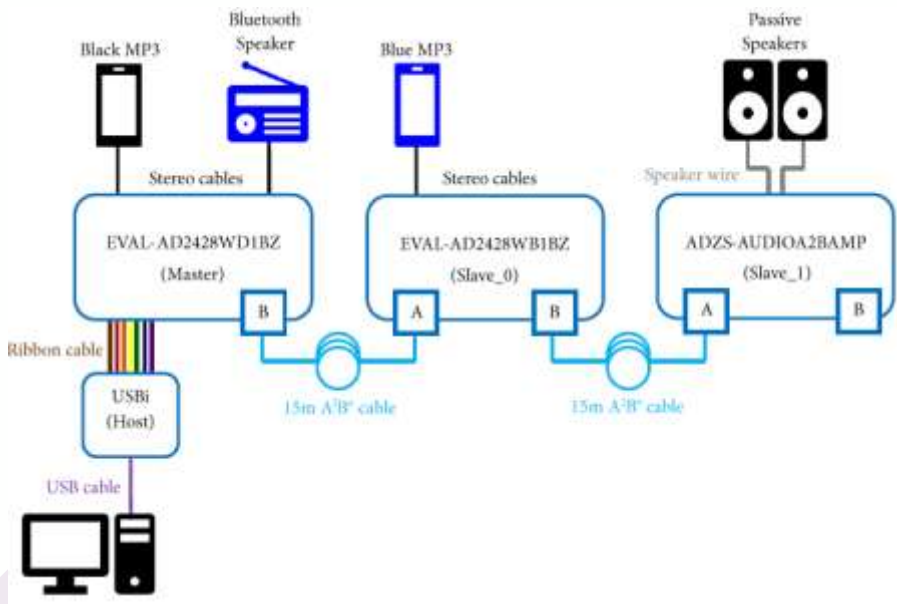 Bluetooth
Speaker
Black MP3
Blue MP3
Passive
Speakers
Stereo cables
Stereo cables
Speaker wire
EVAL-AD2428WD1BZ
(Master)
B
EVAL-AD2428WB1BZ
(Slave_0)
A
B
ADZS-AUDIOA2BAMP
(Slave_1)
A
B
Ribbon cable
USBi
(Host)
15m A²B® cable
15m A²B® cable
USB cable